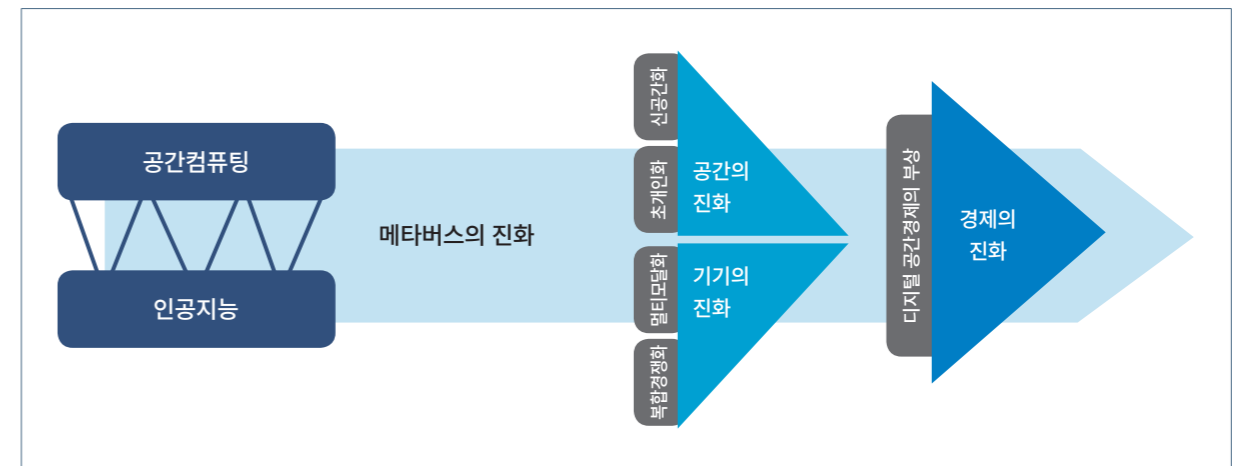 공간컴퓨팅
인공지능
메타버스의 진화
신공간화
초개인화
멀티모달화
복합경쟁화
공간의
진화
기기의
진화
디지털 공간경제의 부상
경제의
진화